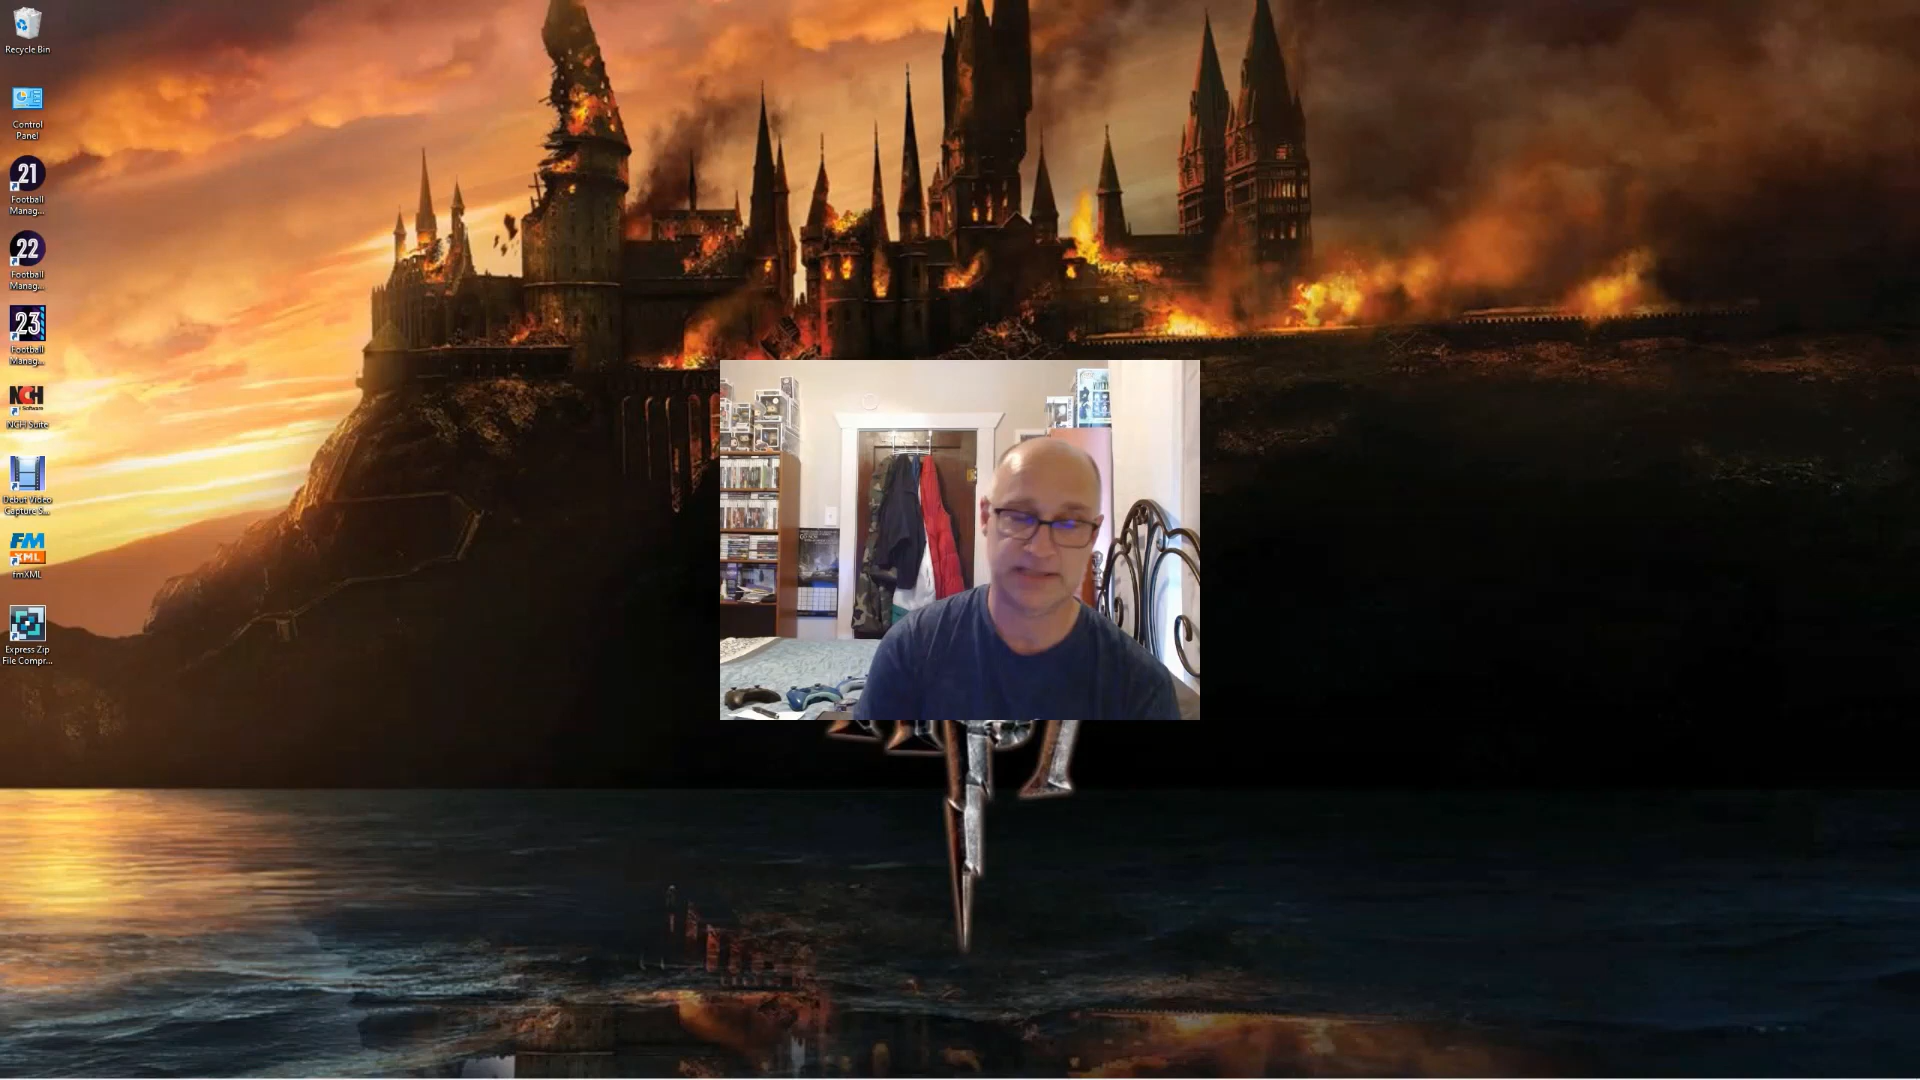 Recycle Bin
Control
Panel
21
Football
Manag...
22
Football
Manag...
23
Football
Manag...
NCH
Software
NCH Suite
Debut Video
Capture S...
FM
XML
fmXML
Express Zip
File Compr...